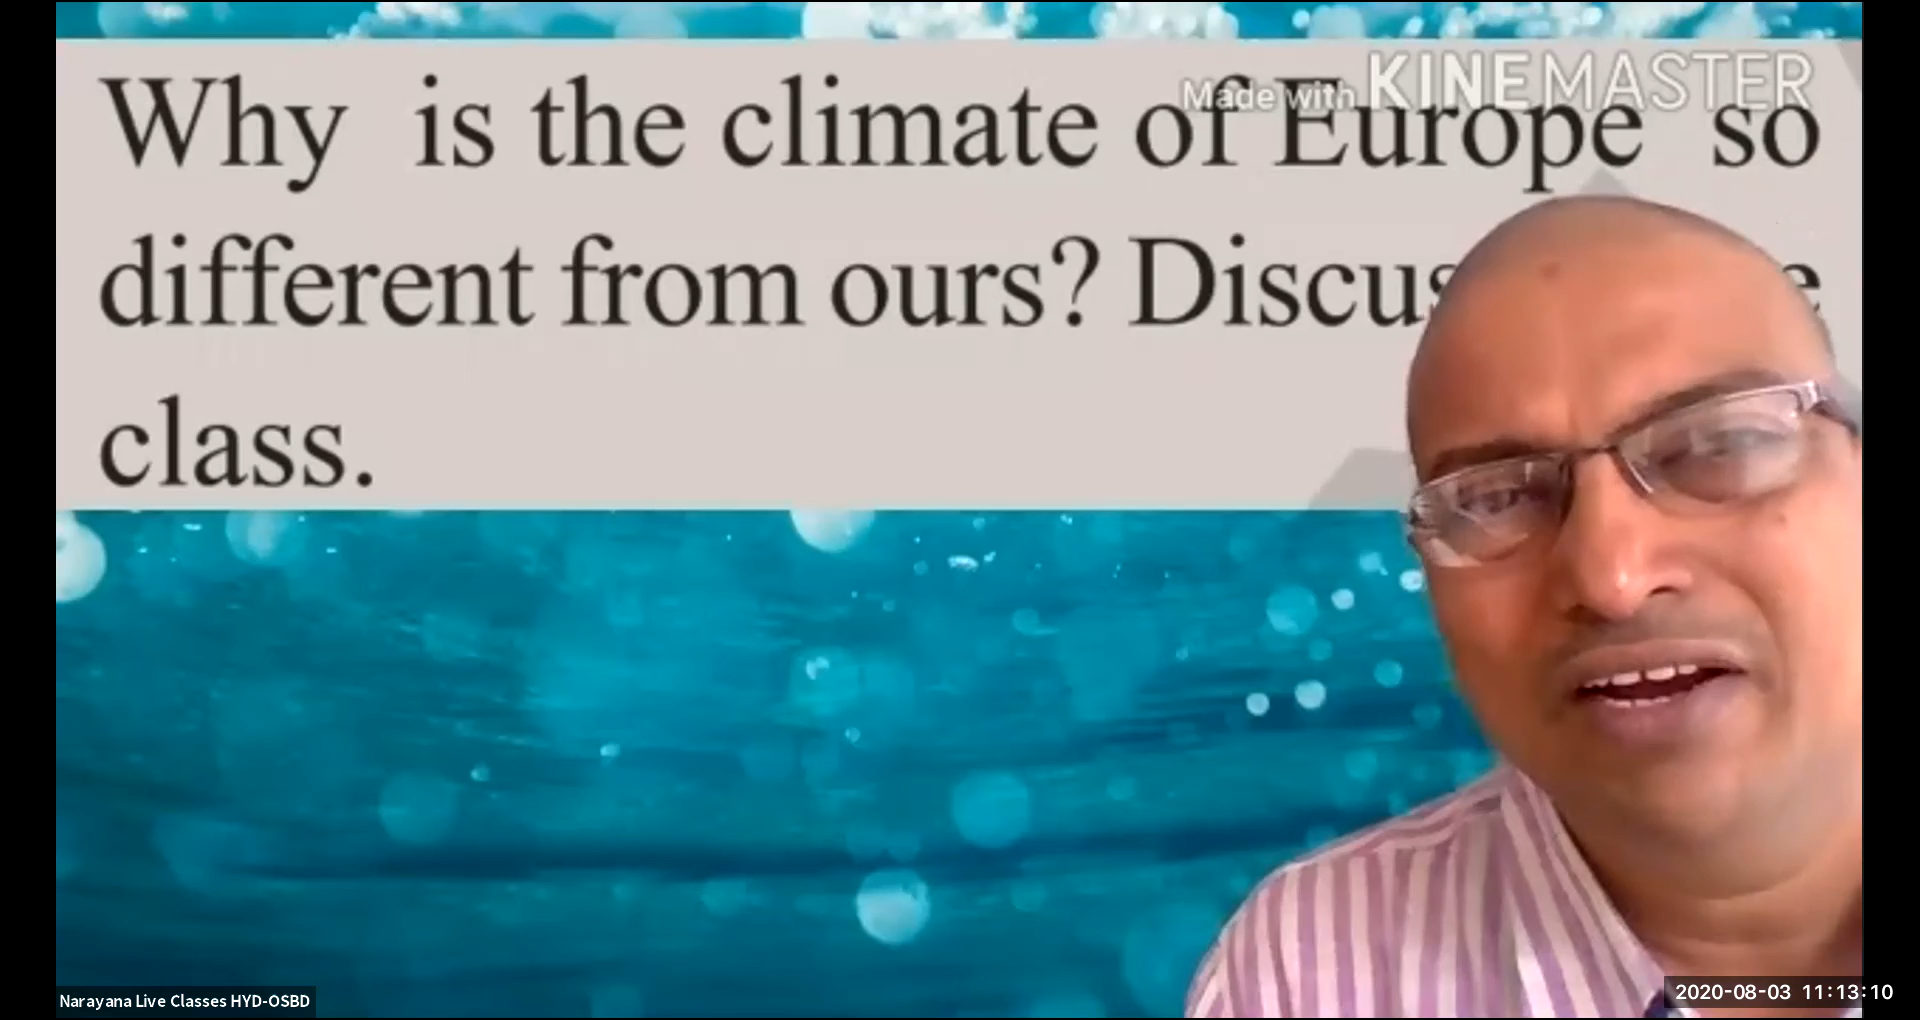 Made with KINEMASTER
Why is the climate of Europe so
different from ours? Discuss
class.
Narayana Live Classes HYD-OSBD
2020-08-03 11:13:10